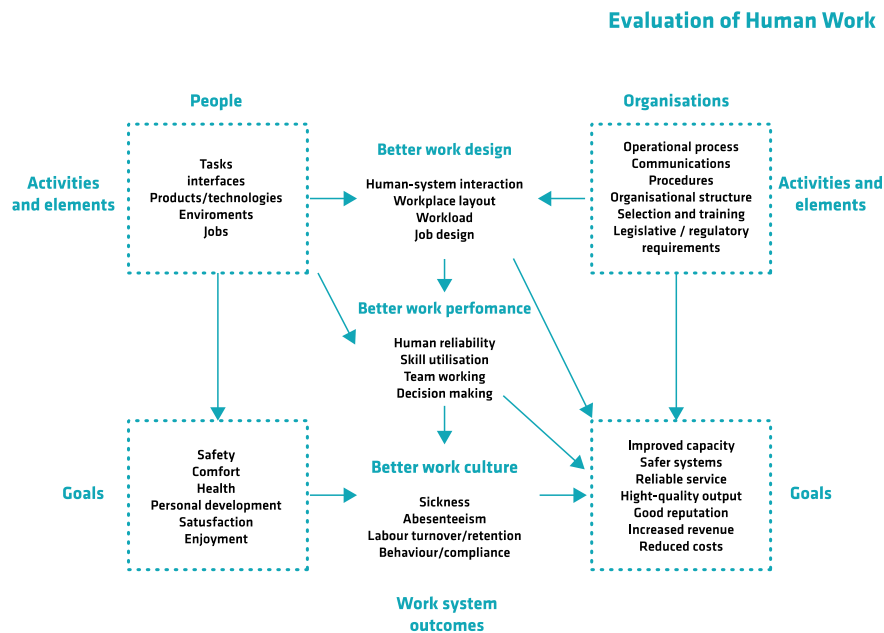 Evaluation of Human Work
People
Organisations
Activities
and elements
Tasks
interfaces
Products/technologies
Enviroments
Jobs
Better work design
Human-system interaction
Workplace layout
Workload
Job design
Operational process
Communications
Procedures
Organisational structure
Selection and training
Legislative / regulatory
requirements
Activities and
elements
Better work perfomance
Human reliability
Skill utilisation
Team working
Decision making
Goals
Safety
Comfort
Health
Personal development
Satusfaction
Enjoyment
Better work culture
Sickness
Abesenteeism
Labour turnover/retention
Behaviour/compliance
Improved capacity
Safer systems
Reliable service
Hight-quality output
Good reputation
Increased revenue
Reduced costs
Goals
Work system
outcomes